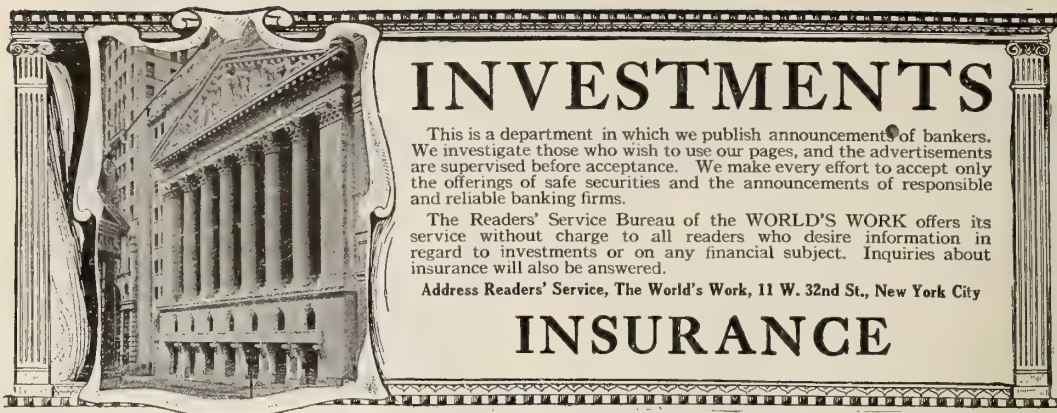 INVESTMENTS
This is a department in which we publish announcements of bankers.
We investigate those who wish to use our pages, and the advertisements
are supervised before acceptance. We make every effort to accept only
the offerings of safe securities and the announcements of responsible
and reliable banking firms.
The Readers' Service Bureau of the WORLD'S WORK offers its
service without charge to all readers who desire information in
regard to investments or on any financial subject. Inquiries about
insurance will also be answered.
Address Readers' Service, The World's Work, 11 W. 32nd St., New York City
INSURANCE